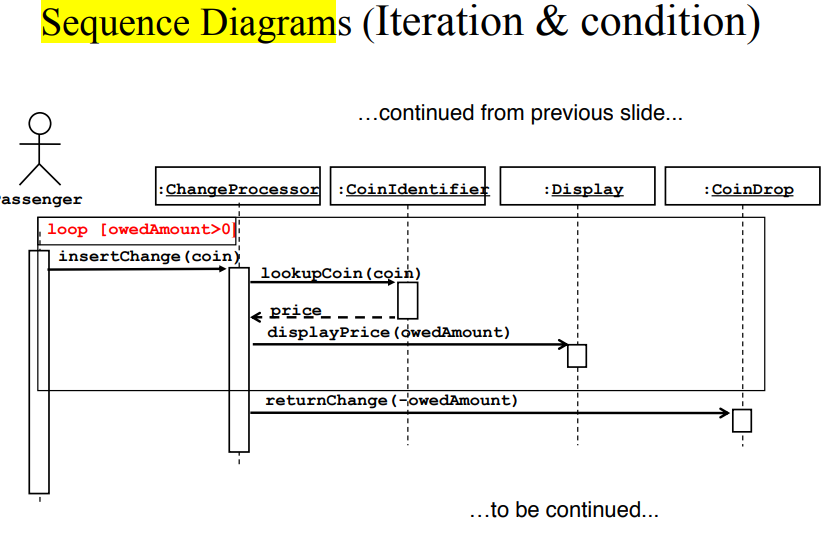 Sequence Diagrams (Iteration & condition)
…continued from previous slide...
assenger
:ChangeProcessor
:CoinIdentifier
:Display
:CoinDrop
loop [owedAmount>0]
insertChange(coin)
lookupCoin(coin)
price
displayPrice(owedAmount)
returnChange(-owedAmount)
…to be continued...